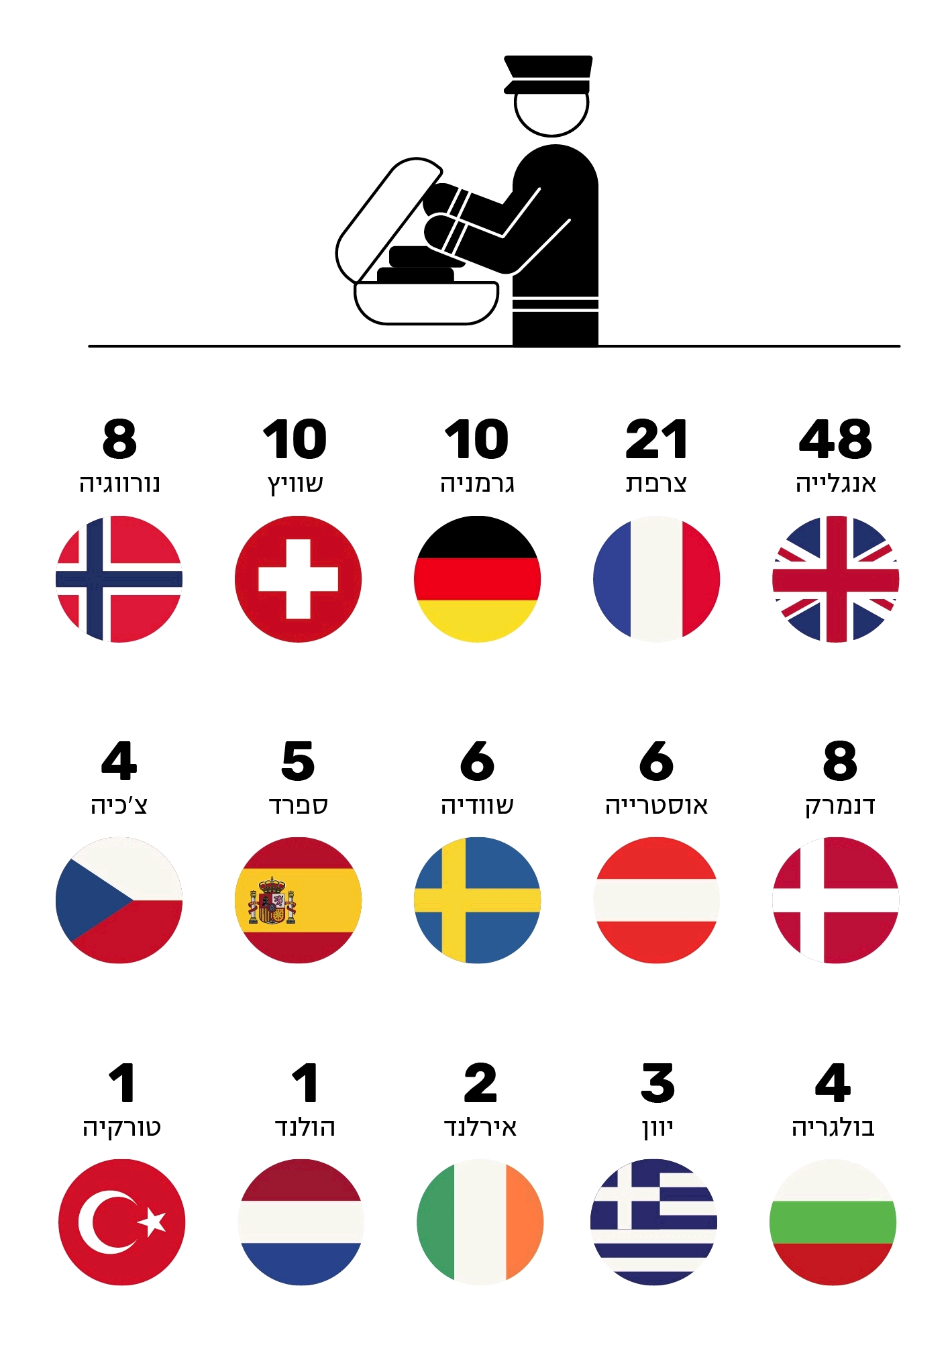 48
אנגלייה
21
צרפת
10
גרמניה
10
שוויץ
8
נורווגיה
8
דנמרק
6
אוסטרייה
6
שוודיה
5
ספרד
4
צ'כיה
4
בולגריה
3
יוון
2
אירלנד
1
הולנד
1
טורקיה